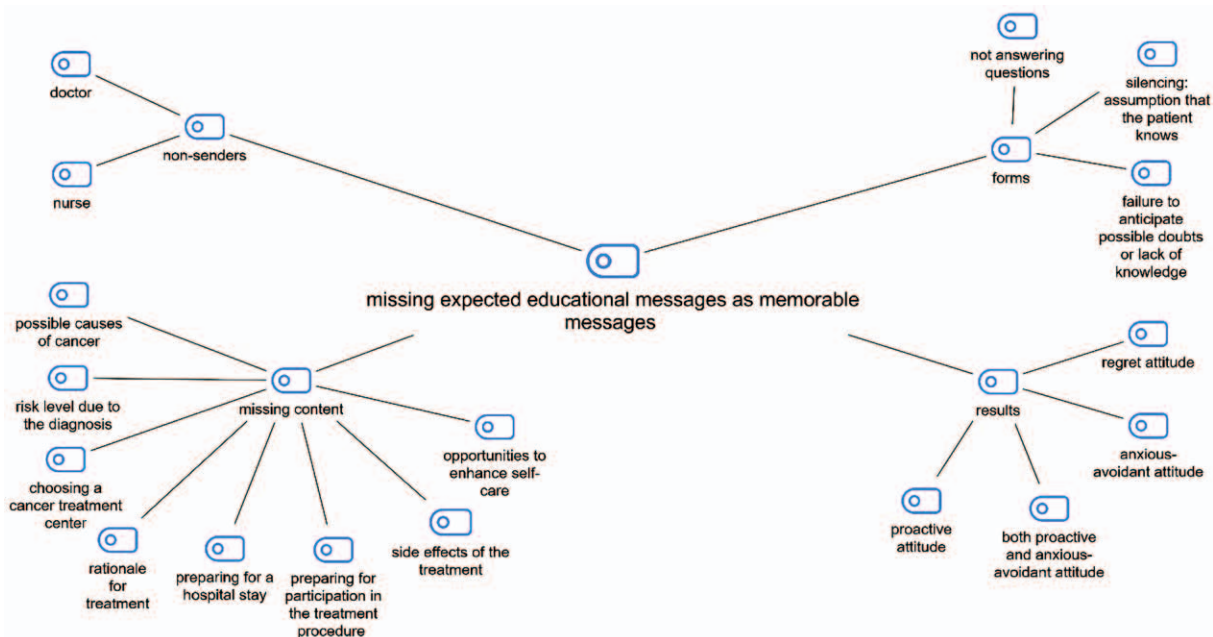 doctor
non-senders
nurse
not answering
questions
silencing:
assumption that
the patient
knows
forms
failure to
anticipate
possible doubts
or lack of
knowledge
missing expected educational messages as memorable
messages
possible causes
of cancer
risk level due to
the diagnosis
missing content
choosing a
cancer treatment
center
rationale
for
treatment
preparing for a
hospital stay
preparing for
participation in
the treatment
procedure
side effects of the
treatment
opportunities to
enhance self-
care
regret attitude
results
anxious-
avoidant attitude
proactive
attitude
both proactive
and anxious-
avoidant attitude